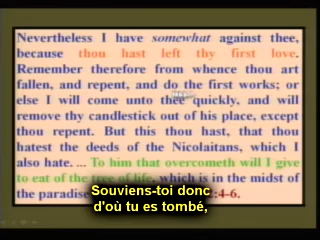 Nevertheless I have somewhat against thee,
because thou hast left thy first love.
Remember therefore from whence thou art
fallen, and repent, and do the first works; or
else I will come unto thee quickly, and will
remove thy candlestick out of his place, except
thou repent. But this thou hast, that thou
hatest the deeds of the Nicolaitans, which I
also hate. ... To him that overcometh will I give
to eat of the tree of life, which is in the midst of
the paradise 2:4-6.
Souviens-toi donc
d'où tu es tombé,